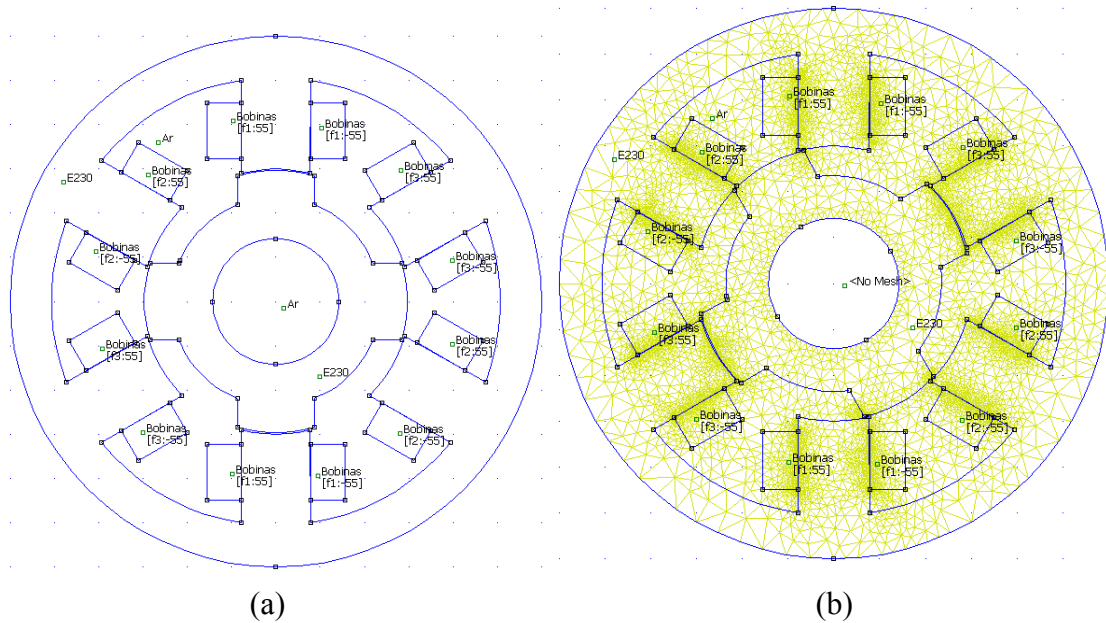 Bobinas
[f1:55]
Bobinas
[f1:-55]
Ar
Bobinas
[f2:55]
Bobinas
[f3:55]
E230
Bobinas
[f2:-55]
Bobinas
[f3:-55]
Ar
Bobinas
[f3:55]
Bobinas
[f2:55]
E230
Bobinas
[f3:-55]
Bobinas
[f2:-55]
Bobinas
[f1:55]
Bobinas
[f1:-55]
(a)
Bobinas
[f1:55]
Bobinas
[f1:-55]
Ar
Bobinas
[f2:55]
Bobinas
[f3:55]
E230
Bobinas
[f2:-55]
Bobinas
[f3:-55]
<No Mesh>
Bobinas
[f3:55]
E230
Bobinas
[f2:55]
Bobinas
[f3:-55]
Bobinas
[f2:-55]
Bobinas
[f1:55]
Bobinas
[f1:-55]
(b)